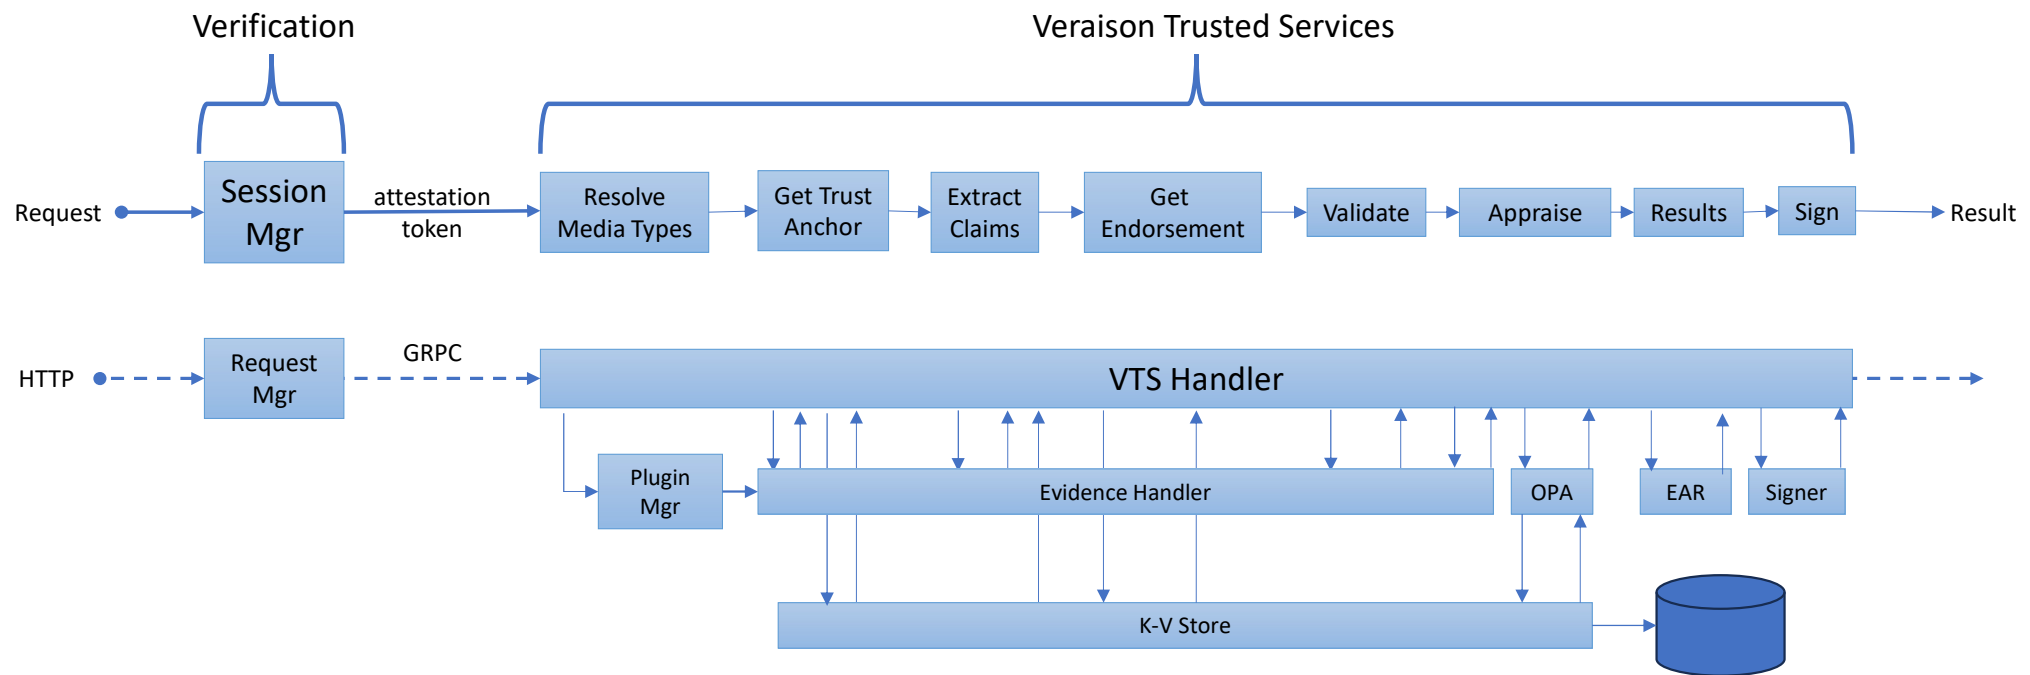 Verification
Veraison Trusted Services
Request
Session
Mgr
attestation
token
Resolve
Media Types
Get Trust
Anchor
Extract
Claims
Get
Endorsement
Validate
Appraise
Results
Sign
Result
HTTP
Request
Mgr
GRPC
VTS Handler
Plugin
Mgr
Evidence Handler
OPA
EAR
Signer
K-V Store